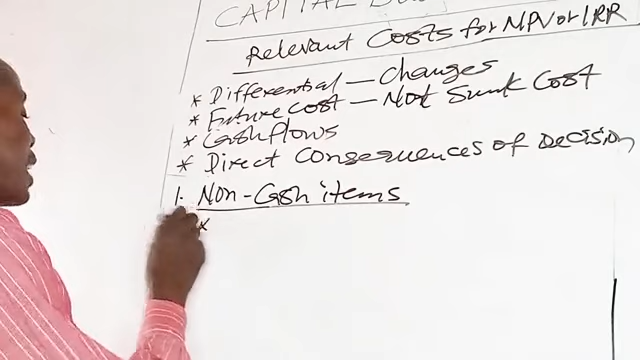 CAPITAL
Relevant Costs for NPV or IRR
* Differential - changes
* Future cost - Not Sunk Cost
* Cashflows
* Direct Consequences of Decision
1. Non-Cash items
*